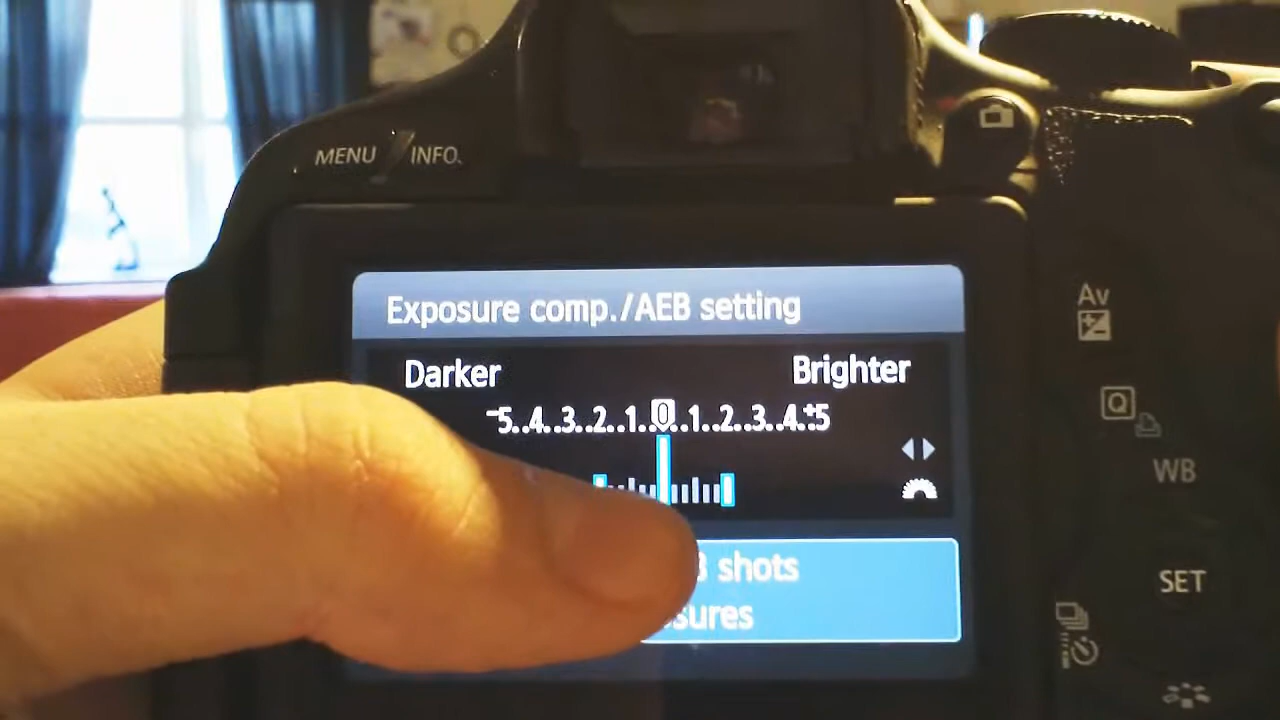 MENU INFO.
Exposure comp./AEB setting
Darker Brighter
-5..4..3..2..1..0..1..2..3..4..+5
shots
Av
Q
WB
SET